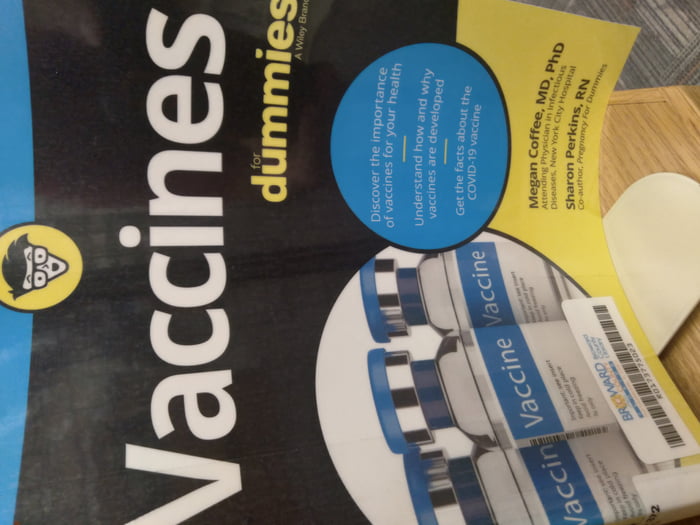 Vaccines
for
dummies
A Wiley Brand
Discover the importance
of vaccines for your health
Understand how and why
vaccines are developed
Get the facts about the
COVID-19 vaccine
Megan Coffee, MD, PhD
Attending Physician in Infectious
Diseases, New York City Hospital
Sharon Perkins, RN
Co-author, Pregnancy For Dummies
Vaccine
Vaccine
Vaccin
BROWARD
County
Library